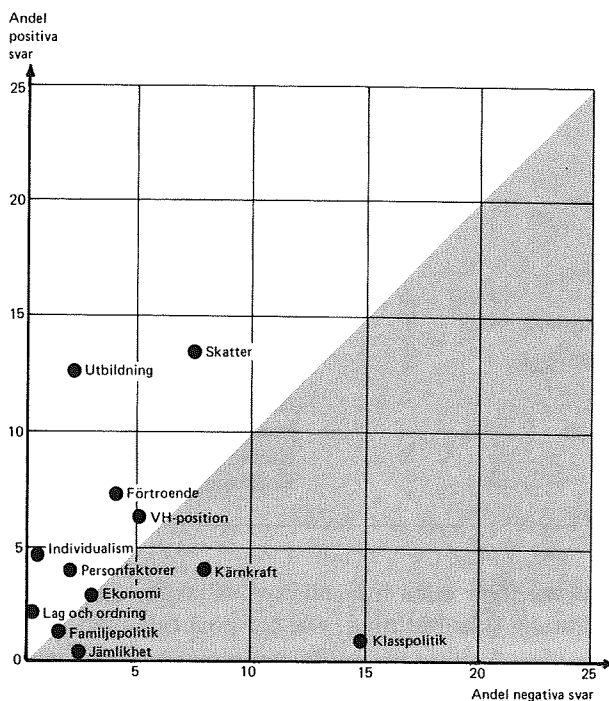 Andel
positiva
svar
25
20
Skatter
15
Utbildning
10
Förtroende
VH-position
5
Individualism
Personfaktorer
Kärnkraft
Ekonomi
Lag och ordning
Familjepolitik
Klasspolitik
Jämlikhet
0
5
10
15
20
25
Andel negativa svar